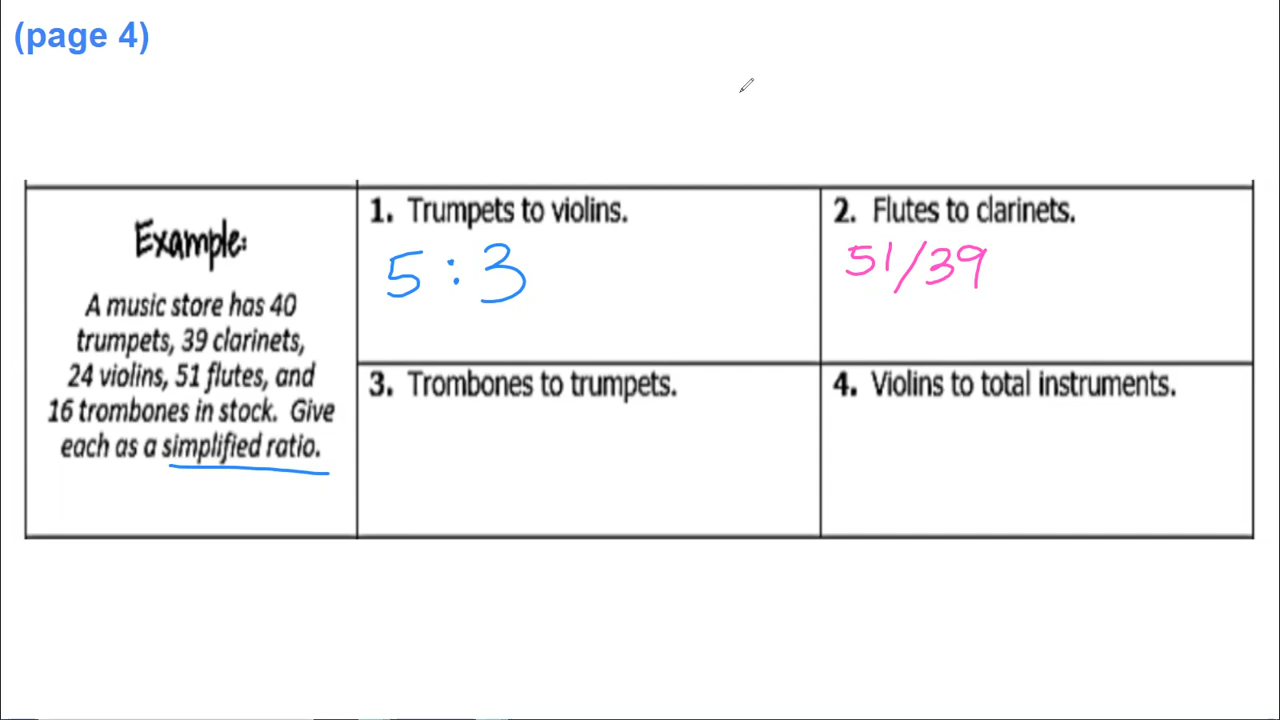 (page 4)
Example:
A music store has 40
trumpets, 39 clarinets,
24 violins, 51 flutes, and
16 trombones in stock. Give
each as a simplified ratio.
1. Trumpets to violins.
5 : 3
2. Flutes to clarinets.
51/39
3. Trombones to trumpets.
4. Violins to total instruments.